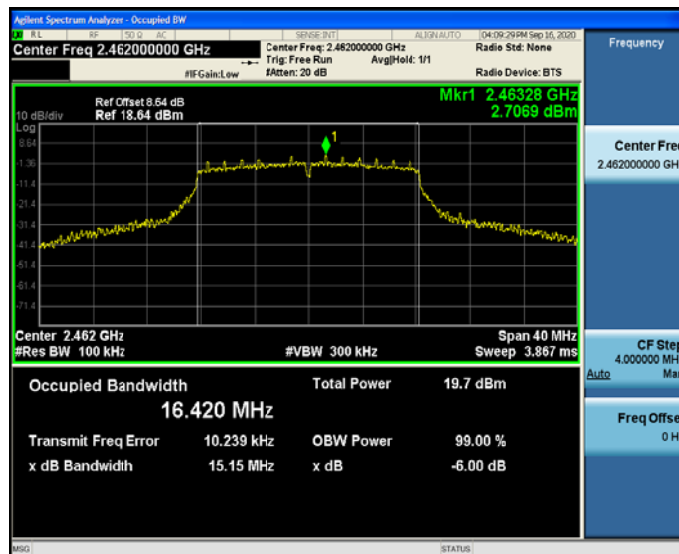 Agilent Spectrum Analyzer - Occupied BW
RL RF 50 Ω AC SENSE:INT ALIGN AUTO 04:09:29 PM Sep 16, 2020
Center Freq 2.462000000 GHz
Center Freq: 2.462000000 GHz
Radio Std: None
Trig: Free Run Avg|Hold: 1/1
#IFGain:Low
#Atten: 20 dB
Radio Device: BTS
Frequency
Ref Offset 8.64 dB
Mkr1 2.46328 GHz
10 dB/div
Ref 18.64 dBm
2.7069 dBm
Log
8.64
1
-1.36
-11.4
-21.4
-31.4
-41.4
-51.4
-61.4
-71.4
Center 2.462 GHz
Span 40 MHz
#Res BW 100 kHz
#VBW 300 kHz
Sweep 3.867 ms
Center Fre
2.462000000 GH
CF Step
4.000000 MH
Auto Ma
Freq Offse
0 H
Occupied Bandwidth
Total Power 19.7 dBm
16.420 MHz
Transmit Freq Error 10.239 kHz OBW Power 99.00 %
x dB Bandwidth 15.15 MHz x dB -6.00 dB
MSG STATUS